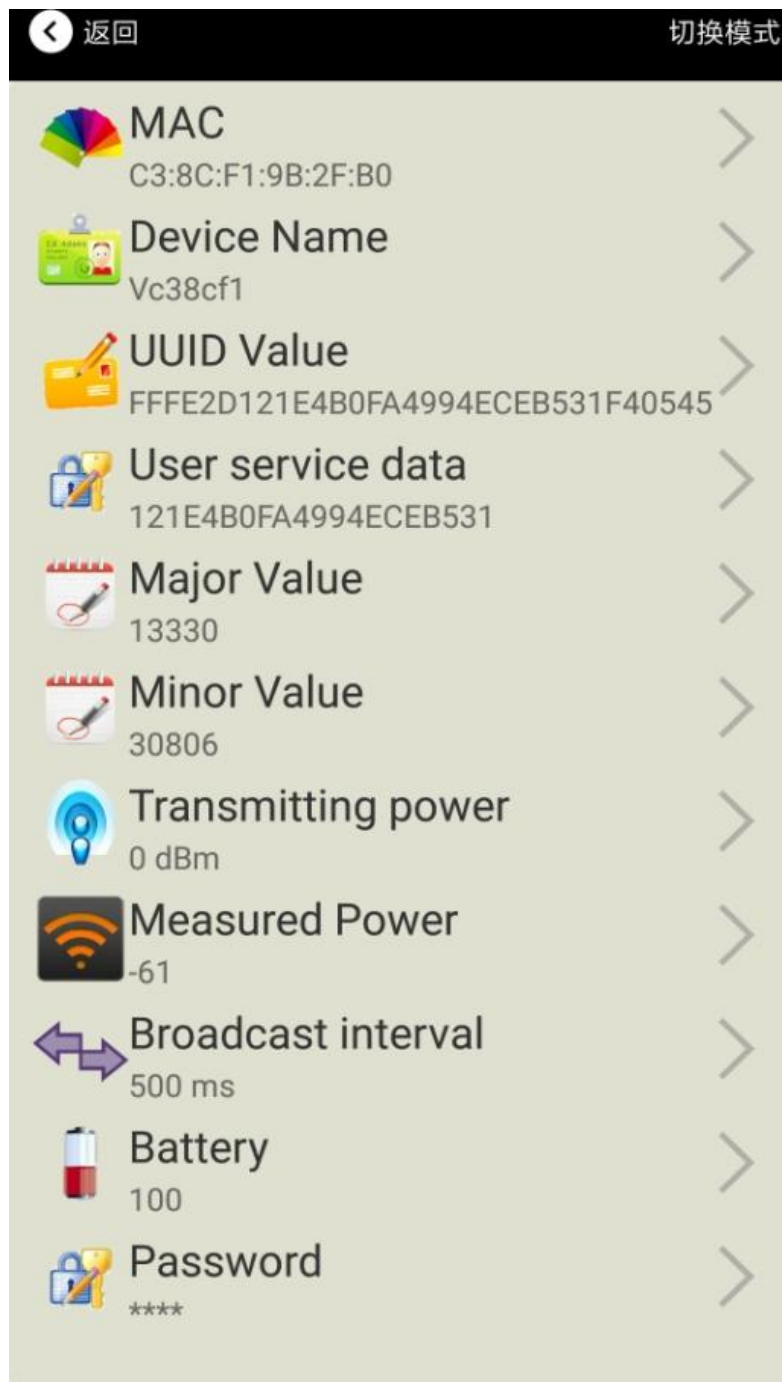 返回
切换模式
MAC
C3:8C:F1:9B:2F:B0
Device Name
Vc38cf1
UUID Value
FFFE2D121E4B0FA4994ECEB531F40545
User service data
121E4B0FA4994ECEB531
Major Value
13330
Minor Value
30806
Transmitting power
0 dBm
Measured Power
-61
Broadcast interval
500 ms
Battery
100
Password
****